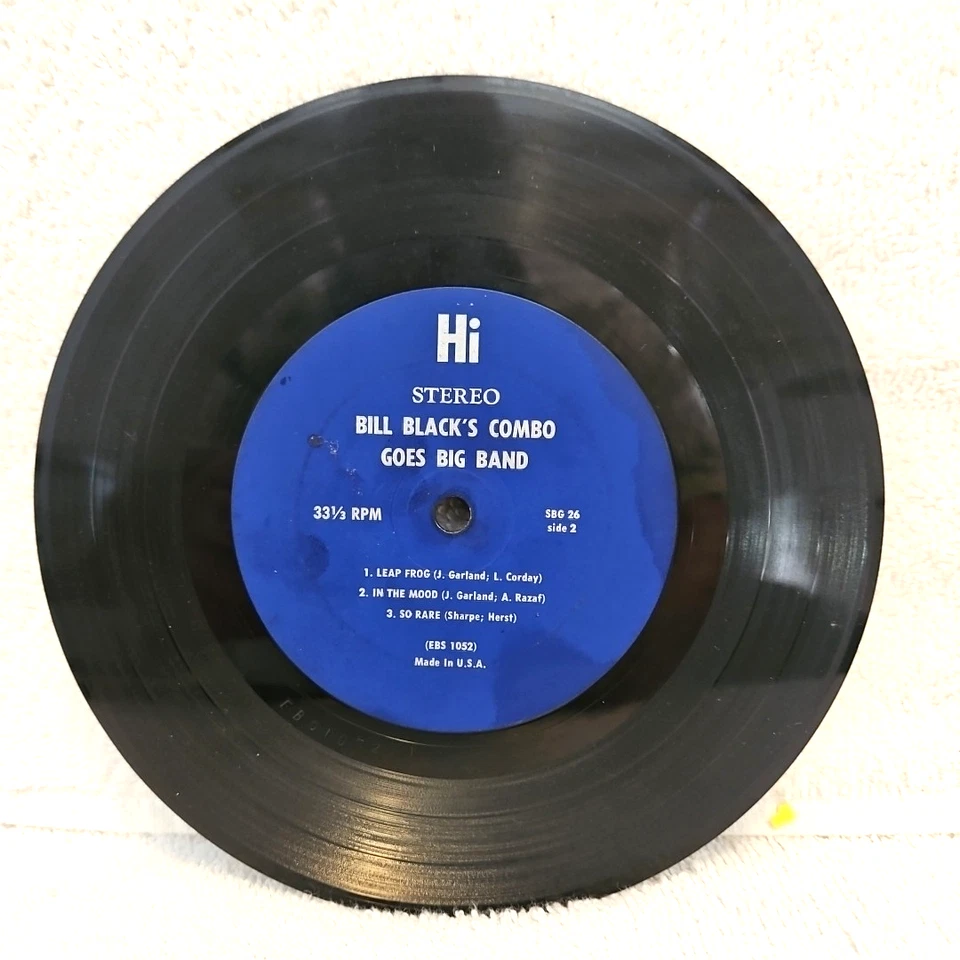 Hi
STEREO
BILL BLACK'S COMBO
GOES BIG BAND
33⅓ RPM
SBG 26
side 2
1. LEAP FROG (J. Garland; L. Corday)
2. IN THE MOOD (J. Garland; A. Razaf)
3. SO RARE (Sharpe; Herst)
(EBS 1052)
Made In U.S.A.